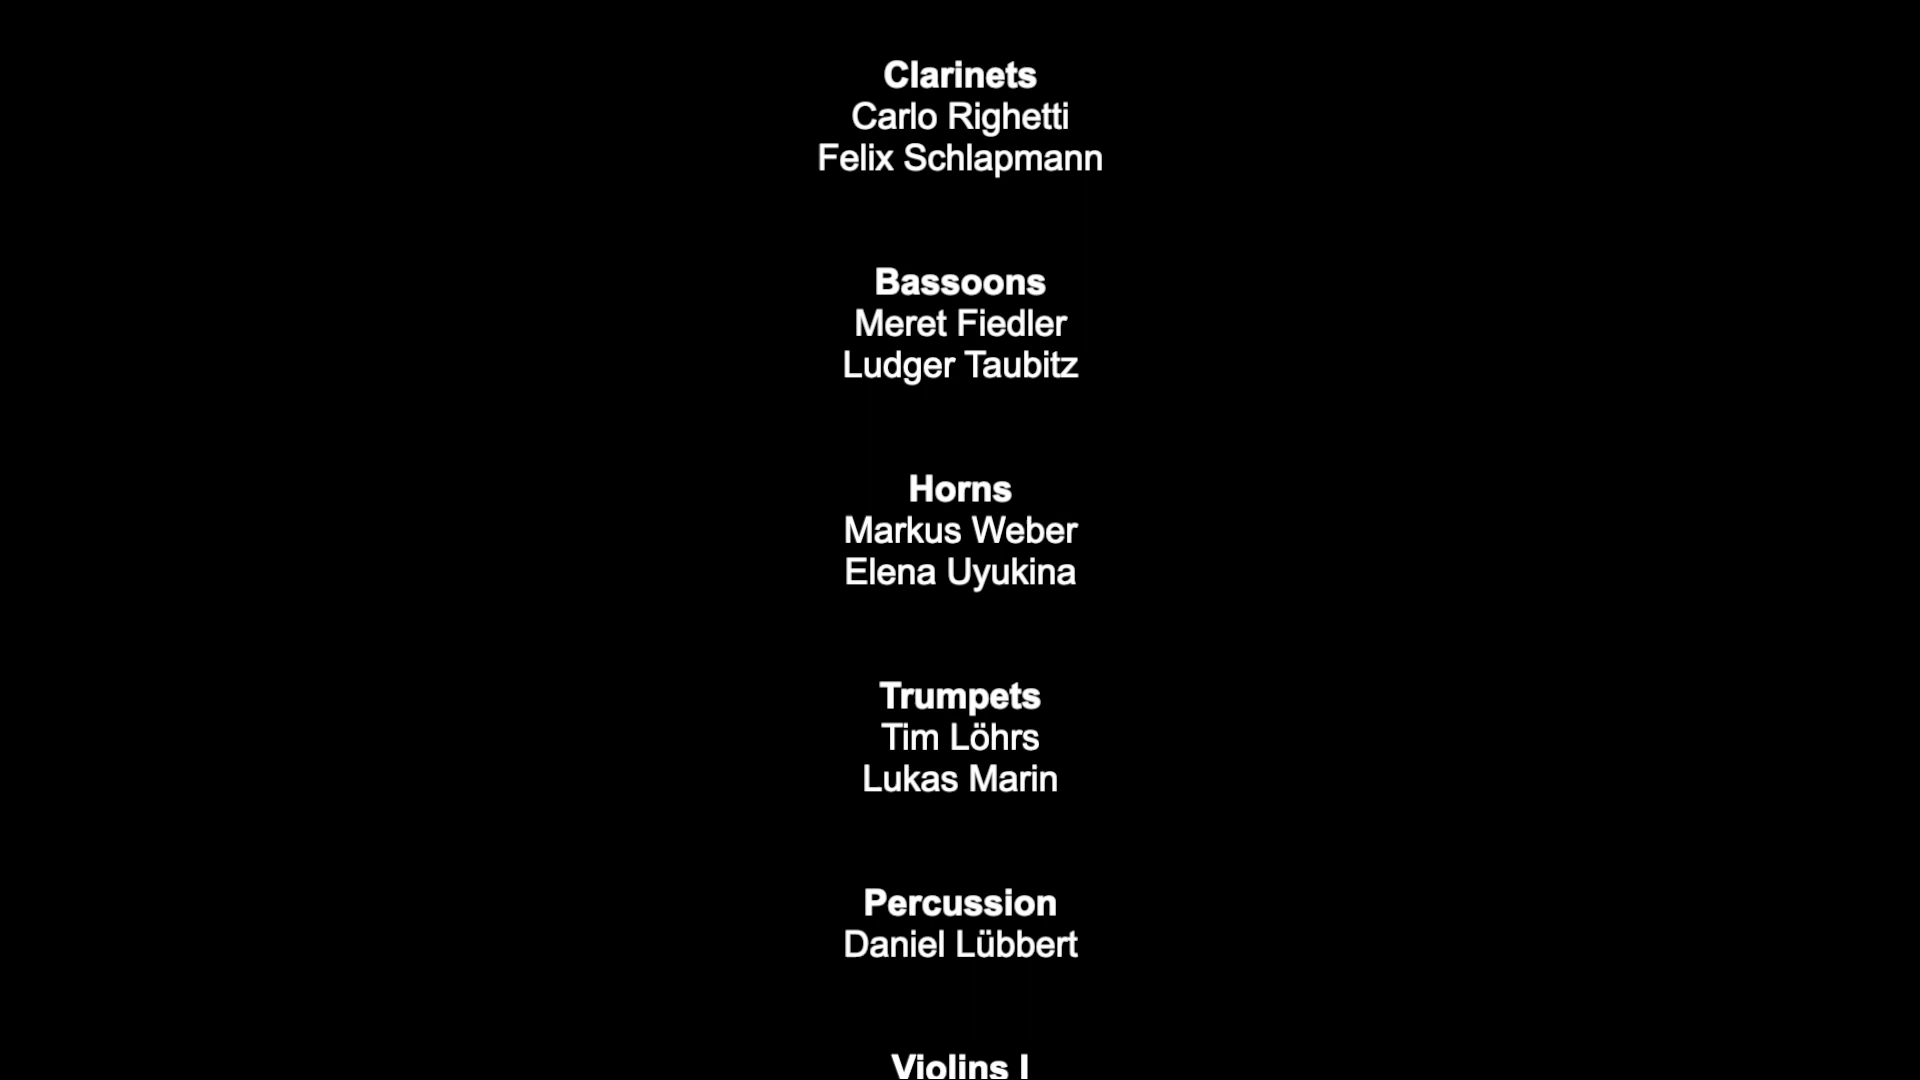 Clarinets
Carlo Righetti
Felix Schlapmann
Bassoons
Meret Fiedler
Ludger Taubitz
Horns
Markus Weber
Elena Uyukina
Trumpets
Tim Löhrs
Lukas Marin
Percussion
Daniel Lübbert
Violins I